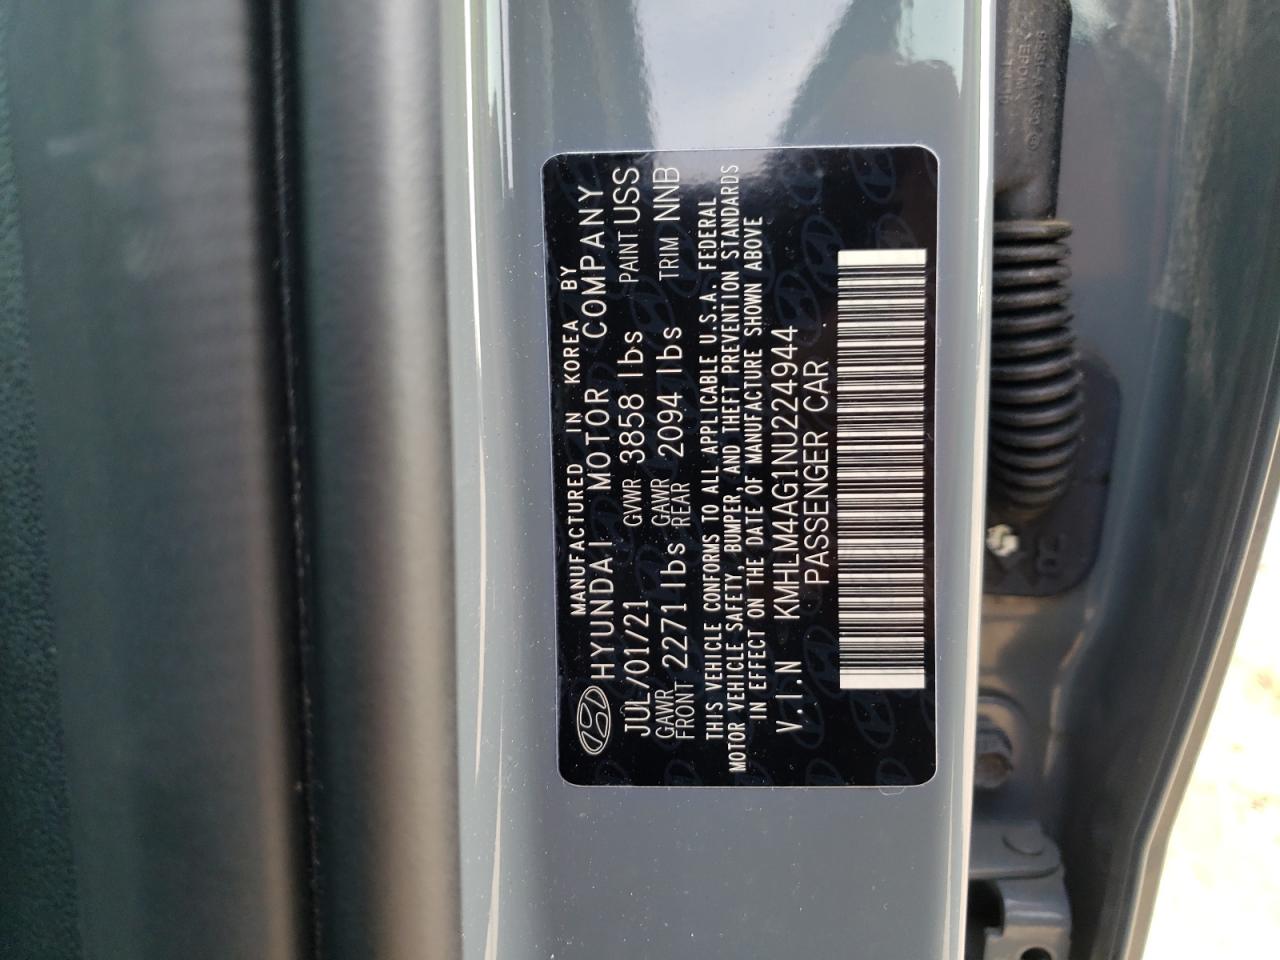 MANUFACTURED IN KOREA BY
HYUNDAI MOTOR COMPANY
JUL/01/21 GVWR 3858 lbs PAINT USS
GAWR FRONT 2271 lbs GAWR REAR 2094 lbs TRIM NNB
THIS VEHICLE CONFORMS TO ALL APPLICABLE U.S.A. FEDERAL
MOTOR VEHICLE SAFETY, BUMPER, AND THEFT PREVENTION STANDARDS
IN EFFECT ON THE DATE OF MANUFACTURE SHOWN ABOVE
V.I.N KMHLM4AG1NU224944
PASSENGER CAR